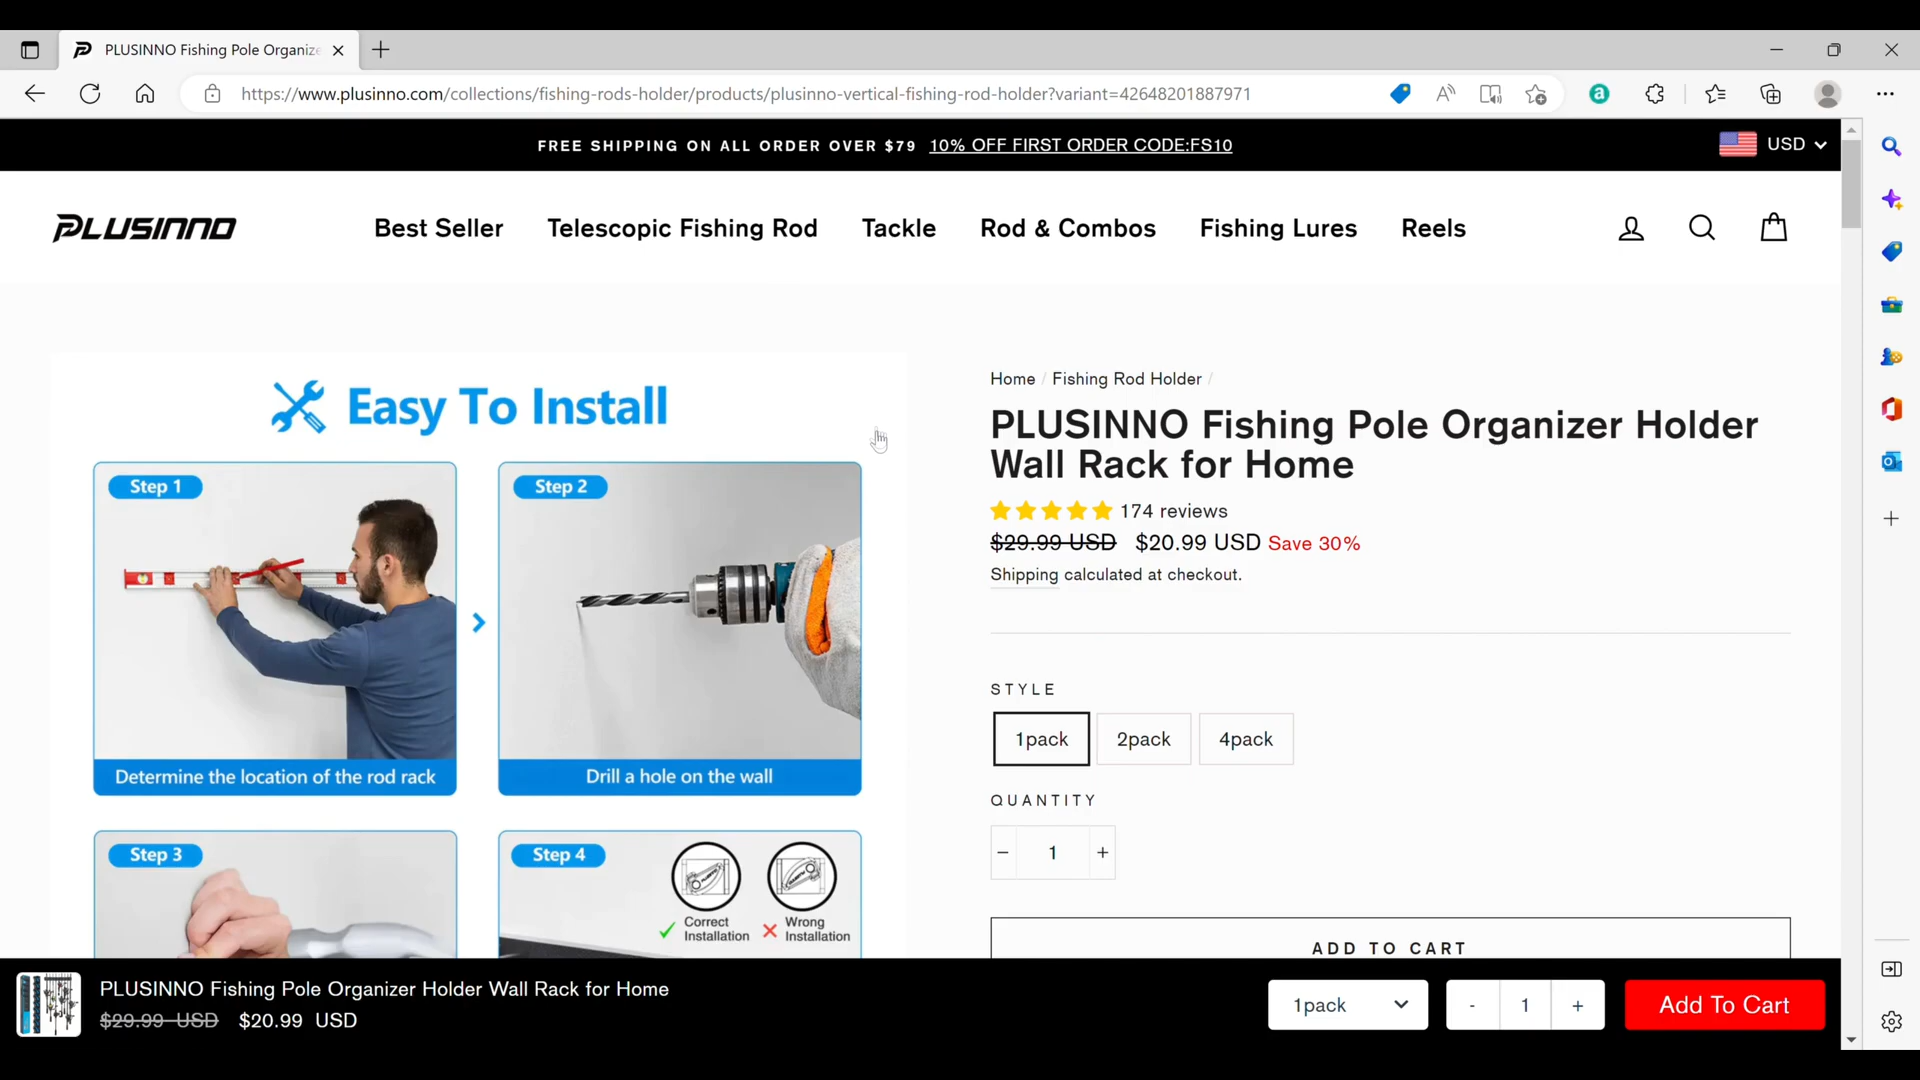 PLUSINNO Fishing Pole Organize
https://www.plusinno.com/collections/fishing-rods-holder/products/plusinno-vertical-fishing-rod-holder?variant=42648201887971
FREE SHIPPING ON ALL ORDER OVER $79 10% OFF FIRST ORDER CODE:FS10
USD
PLUSINNO
Best Seller
Telescopic Fishing Rod
Tackle
Rod & Combos
Fishing Lures
Reels
Easy To Install
Step 1
Determine the location of the rod rack
Step 2
Drill a hole on the wall
Step 3
Step 4
Correct
Installation
Wrong
Installation
Home / Fishing Rod Holder /
PLUSINNO Fishing Pole Organizer Holder
Wall Rack for Home
174 reviews
$29.99 USD $20.99 USD Save 30%
Shipping calculated at checkout.
STYLE
1pack
2pack
4pack
QUANTITY
− 1 +
ADD TO CART
PLUSINNO Fishing Pole Organizer Holder Wall Rack for Home
$29.99 USD $20.99 USD
1pack
- 1 +
Add To Cart